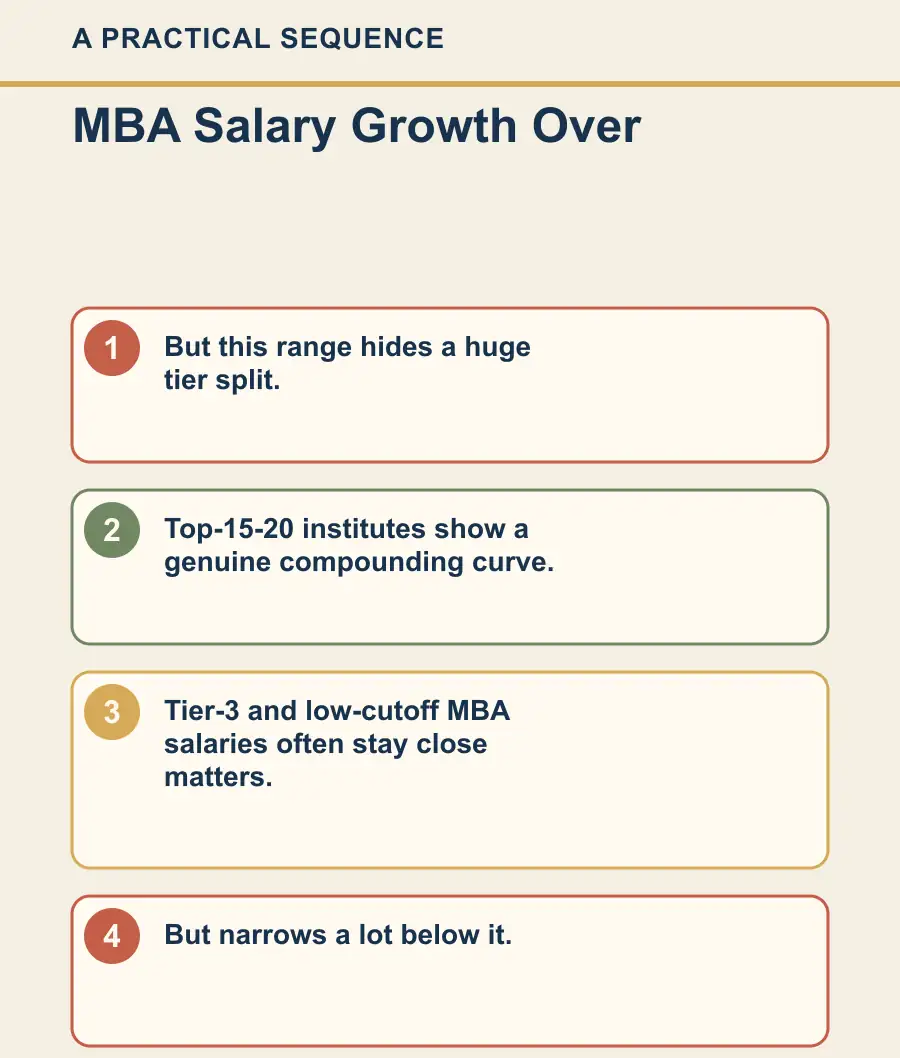 A PRACTICAL SEQUENCE
MBA Salary Growth Over
1
But this range hides a huge
tier split.
2
Top-15-20 institutes show a
genuine compounding curve.
3
Tier-3 and low-cutoff MBA
salaries often stay close
matters.
4
But narrows a lot below it.